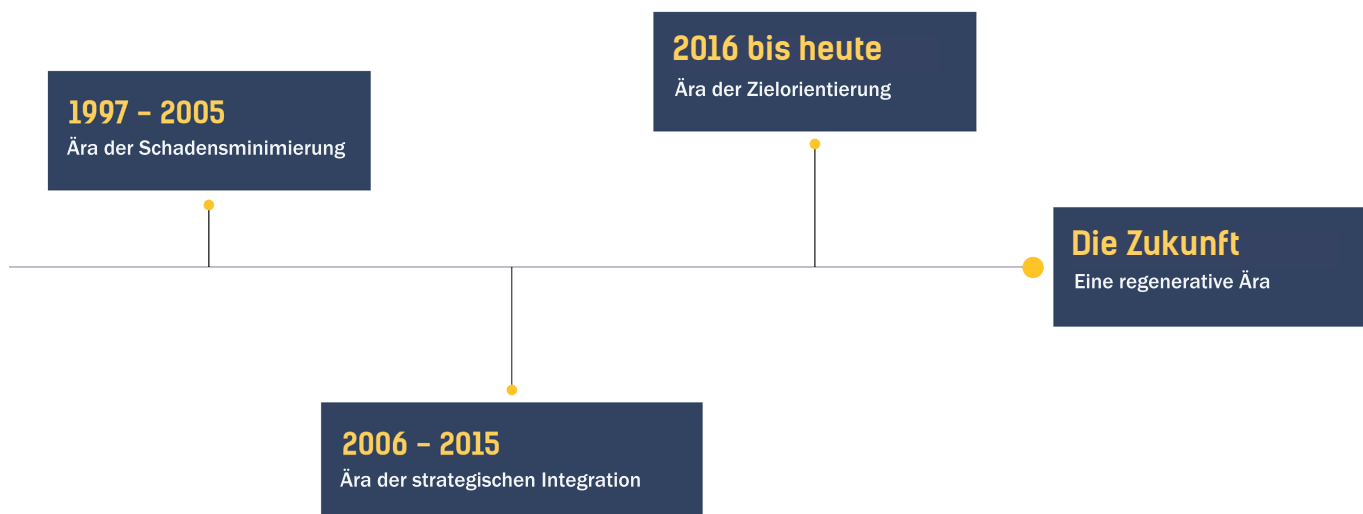 1997 – 2005
Ära der Schadensminimierung
2006 – 2015
Ära der strategischen Integration
2016 bis heute
Ära der Zielorientierung
Die Zukunft
Eine regenerative Ära